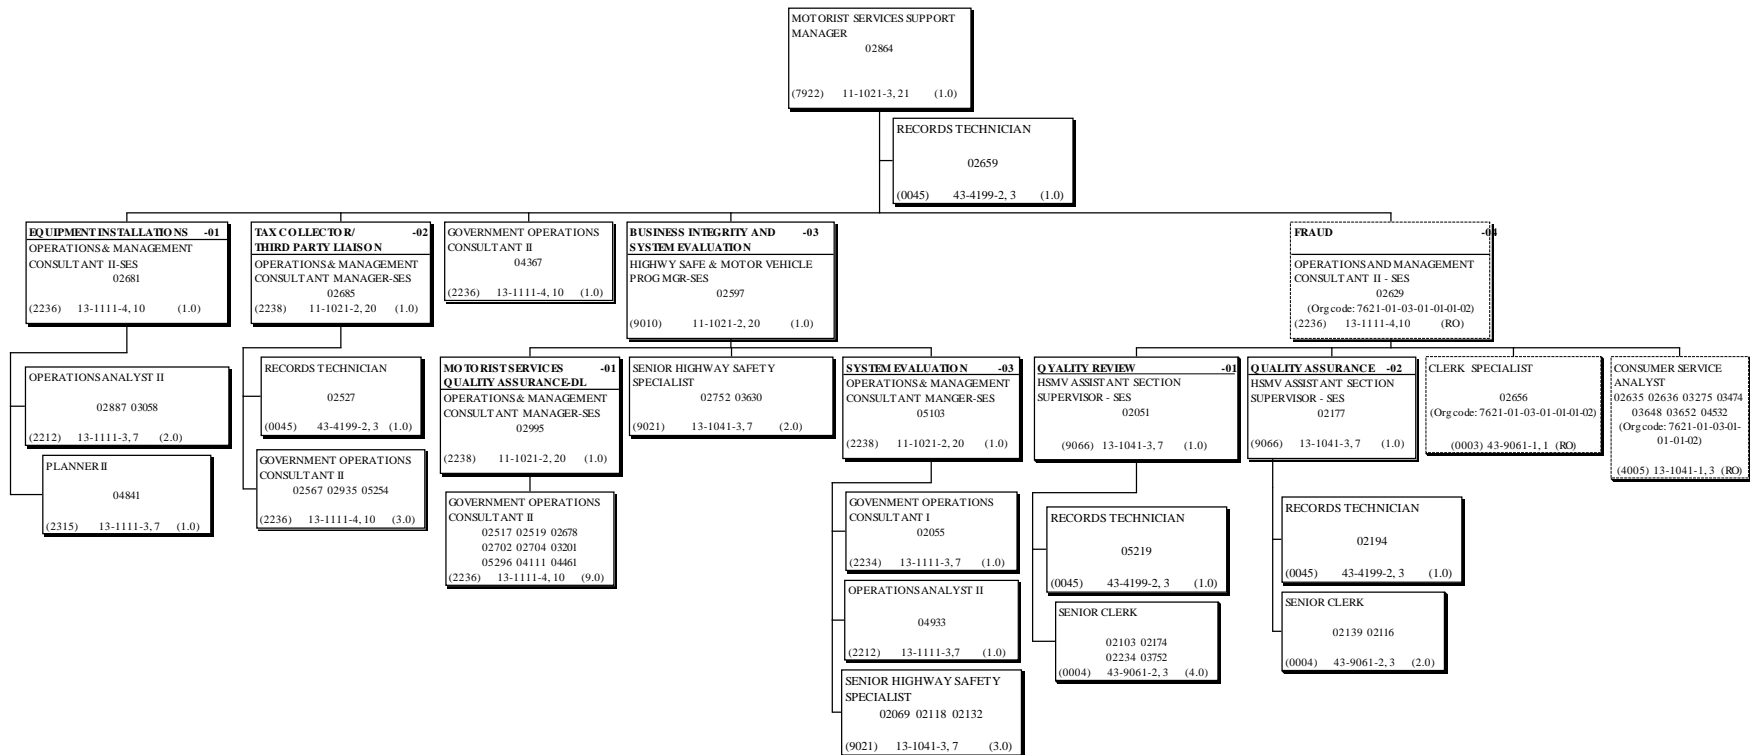 MOTORIST SERVICES SUPPORT
MANAGER
02864
(7922) 11-1021-3, 21 (1.0)
RECORDS TECHNICIAN
02659
(0045) 43-4199-2, 3 (1.0)
EQUIPMENT INSTALLATIONS -01
OPERATIONS & MANAGEMENT
CONSULTANT II-SES
02681
(2236) 13-1111-4, 10 (1.0)
TAX COLLECTOR/ -02
THIRD PARTY LIAISON
OPERATIONS & MANAGEMENT
CONSULTANT MANAGER-SES
02685
(2238) 11-1021-2, 20 (1.0)
GOVERNMENT OPERATIONS
CONSULTANT II
04367
(2236) 13-1111-4, 10 (1.0)
BUSINESS INTEGRITY AND -03
SYSTEM EVALUATION
HIGHWY SAFE & MOTOR VEHICLE
PROG MGR-SES
02597
(9010) 11-1021-2, 20 (1.0)
FRAUD -04
OPERATIONS AND MANAGEMENT
CONSULTANT II - SES
02629
(Org code: 7621-01-03-01-01-01-02)
(2236) 13-1111-4,10 (RO)
OPERATIONS ANALYST II
02887 03058
(2212) 13-1111-3, 7 (2.0)
PLANNER II
04841
(2315) 13-1111-3, 7 (1.0)
RECORDS TECHNICIAN
02527
(0045) 43-4199-2, 3 (1.0)
GOVERNMENT OPERATIONS
CONSULTANT II
02567 02935 05254
(2236) 13-1111-4, 10 (3.0)
MOTORIST SERVICES -01
QUALITY ASSURANCE-DL
OPERATIONS & MANAGEMENT
CONSULTANT MANAGER-SES
02995
(2238) 11-1021-2, 20 (1.0)
GOVERNMENT OPERATIONS
CONSULTANT II
02517 02519 02678
02702 02704 03201
05296 04111 04461
(2236) 13-1111-4, 10 (9.0)
SENIOR HIGHWAY SAFETY
SPECIALIST
02752 03630
(9021) 13-1041-3, 7 (2.0)
SYSTEM EVALUATION -03
OPERATIONS & MANAGEMENT
CONSULTANT MANGER-SES
05103
(2238) 11-1021-2, 20 (1.0)
GOVENMENT OPERATIONS
CONSULTANT I
02055
(2234) 13-1111-3, 7 (1.0)
OPERATIONS ANALYST II
04933
(2212) 13-1111-3,7 (1.0)
SENIOR HIGHWAY SAFETY
SPECIALIST
02069 02118 02132
(9021) 13-1041-3, 7 (3.0)
QYALITY REVIEW -01
HSMV ASSISTANT SECTION
SUPERVISOR - SES
02051
(9066) 13-1041-3, 7 (1.0)
RECORDS TECHNICIAN
05219
(0045) 43-4199-2, 3 (1.0)
SENIOR CLERK
02103 02174
02234 03752
(0004) 43-9061-2, 3 (4.0)
QUALITY ASSURANCE -02
HSMV ASSISTANT SECTION
SUPERVISOR - SES
02177
(9066) 13-1041-3, 7 (1.0)
RECORDS TECHNICIAN
02194
(0045) 43-4199-2, 3 (1.0)
SENIOR CLERK
02139 02116
(0004) 43-9061-2, 3 (2.0)
CLERK SPECIALIST
02656
(Org code: 7621-01-03-01-01-01-02)
(0003) 43-9061-1, 1 (RO)
CONSUMER SERVICE
ANALYST
02635 02636 03275 03474
03648 03652 04532
(Org code: 7621-01-03-01-
01-01-02)
(4005) 13-1041-1, 3 (RO)